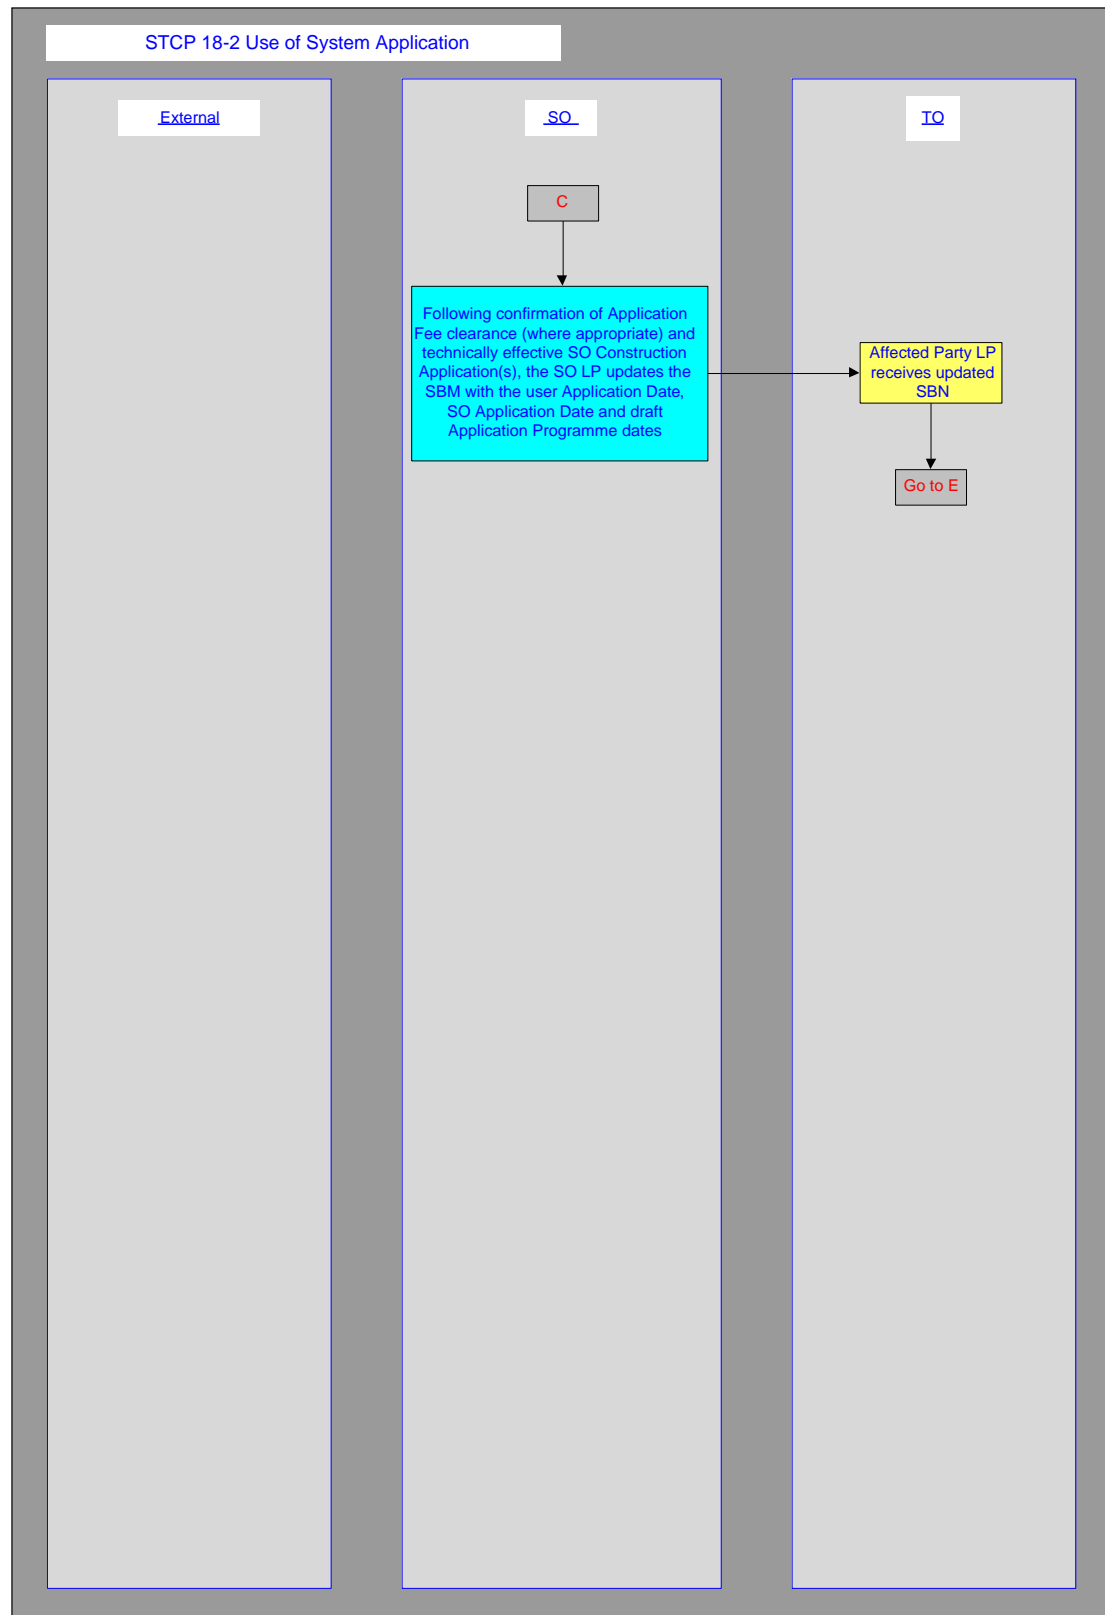 STCP 18-2 Use of System Application
External
SO
TO
C
Following confirmation of Application
Fee clearance (where appropriate) and
technically effective SO Construction
Application(s), the SO LP updates the
SBM with the user Application Date,
SO Application Date and draft
Application Programme dates
Affected Party LP
receives updated
SBN
Go to E